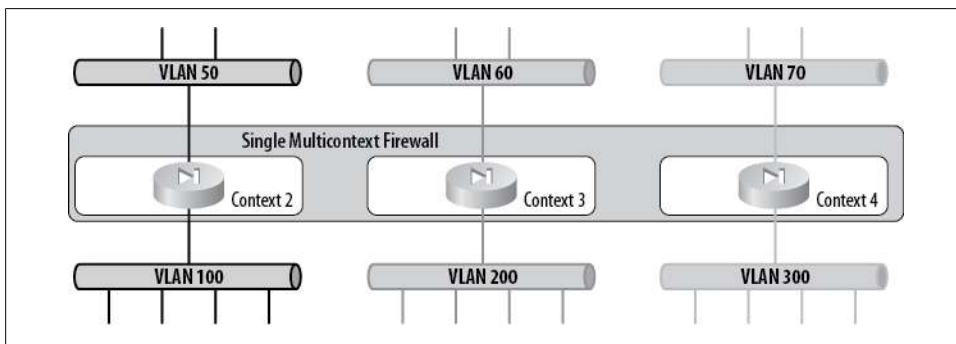 VLAN 50
VLAN 60
VLAN 70
Single Multicontext Firewall
Context 2
Context 3
Context 4
VLAN 100
VLAN 200
VLAN 300